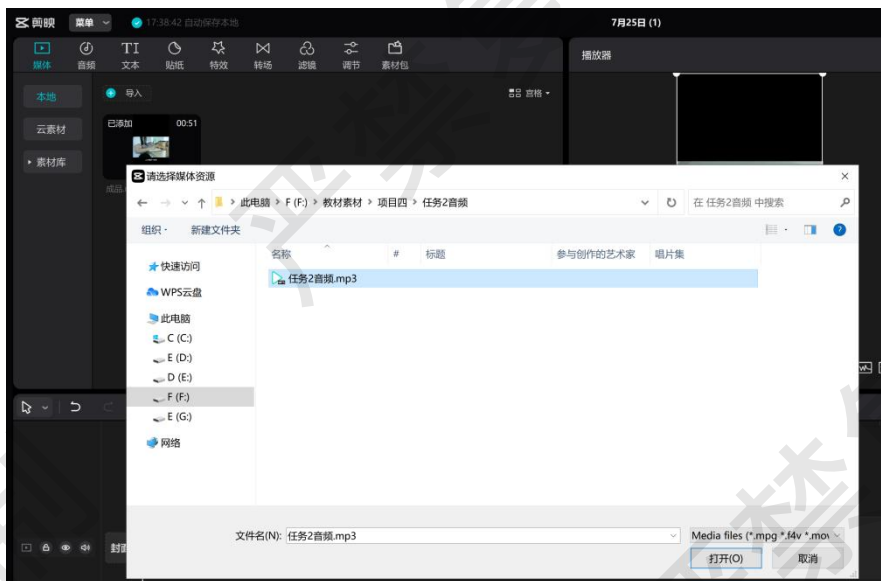 剪映 菜单 17:38:42 自动保存本地 7月25日 (1)
媒体 音频 TI 文本 贴纸 特效 转场 滤镜 调节 素材包 播放器
本地 导入 宫格
云素材 已添加 00:51
素材库
成品
请选择媒体资源
此电脑 > F (F:) > 教材素材 > 项目四 > 任务2音频 在 任务2音频 中搜索
组织 新建文件夹
名称 # 标题 参与创作的艺术家 唱片集
快速访问 任务2音频.mp3
WPS云盘
此电脑
C (C:)
E (D:)
D (E:)
F (F:)
E (G:)
网络
文件名(N): 任务2音频.mp3 Media files (*.mpg *.f4v *.mov
封面
打开(O) 取消
严禁